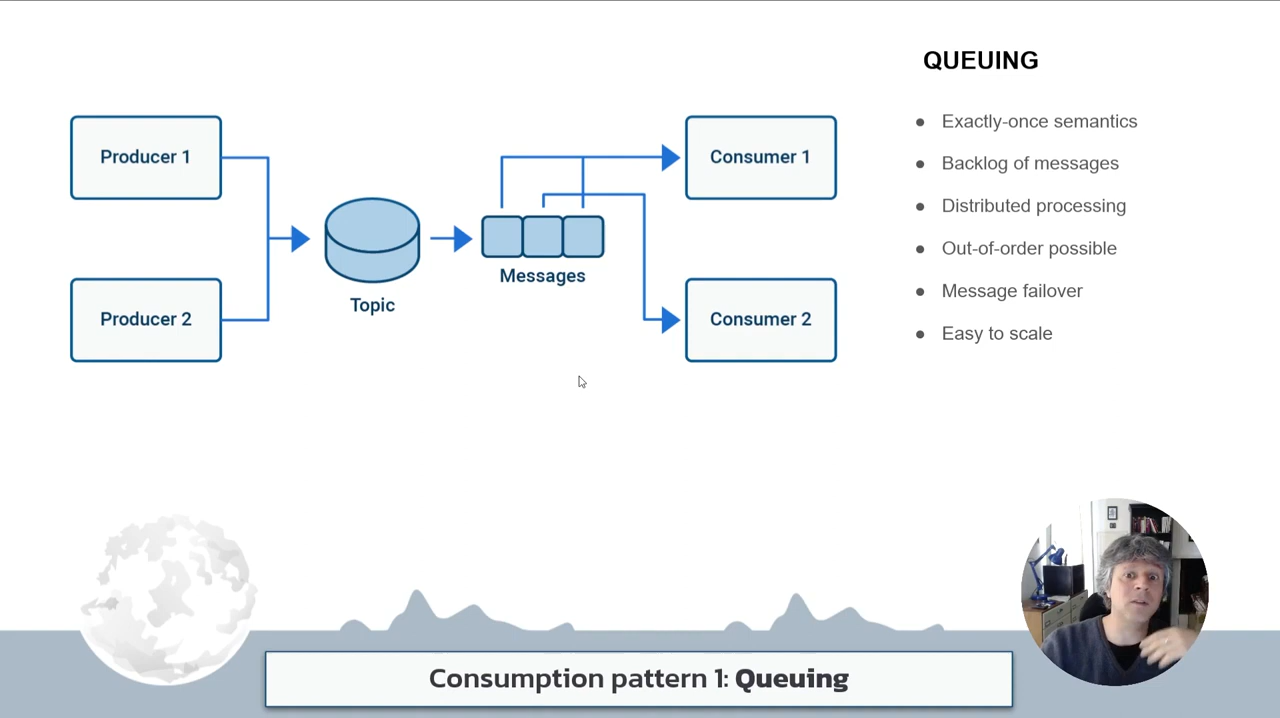 QUEUING
Producer 1
Producer 2
Topic
Messages
Consumer 1
Consumer 2
Exactly-once semantics
Backlog of messages
Distributed processing
Out-of-order possible
Message failover
Easy to scale
Consumption pattern 1: Queuing